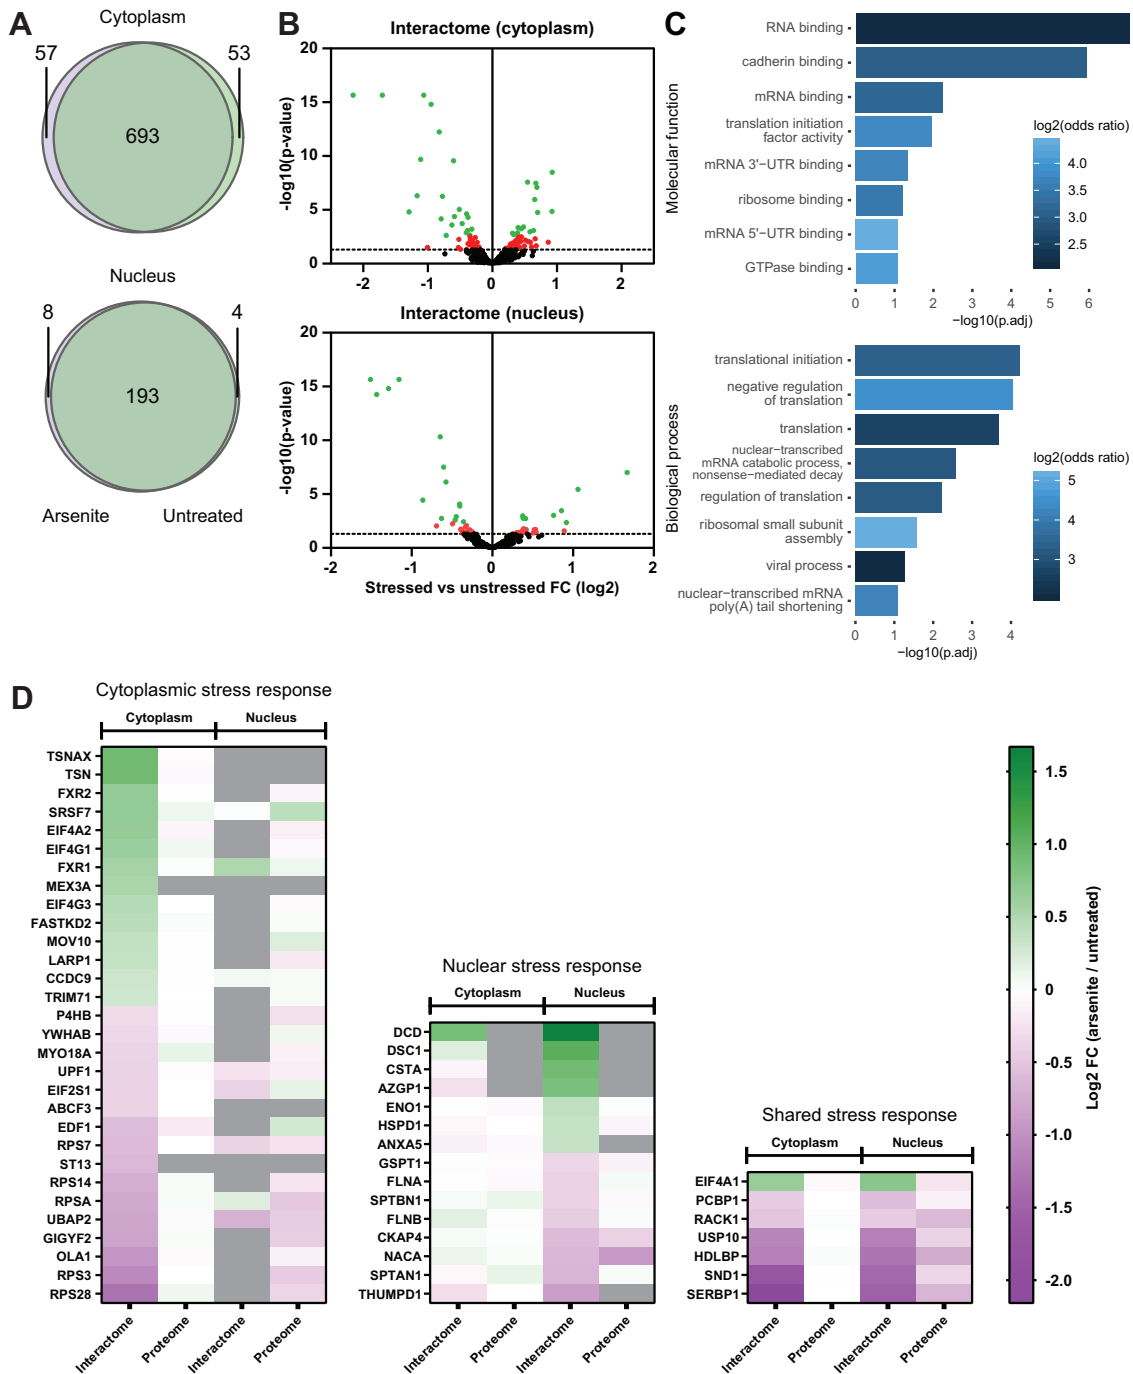 A
Cytoplasm
57
53
693
Nucleus
8
4
193
Arsenite
Untreated
B
Interactome (cytoplasm)
20
15
10
5
0
-log10(p-value)
-2
-1
0
1
2
Interactome (nucleus)
20
15
10
5
0
-log10(p-value)
-2
-1
0
1
2
Stressed vs unstressed FC (log2)
C
Molecular function
RNA binding
cadherin binding
mRNA binding
translation initiation
factor activity
mRNA 3'−UTR binding
ribosome binding
mRNA 5'−UTR binding
GTPase binding
0
1
2
3
4
5
6
−log10(p.adj)
log2(odds ratio)
4.0
3.5
3.0
2.5
Biological process
translational initiation
negative regulation
of translation
translation
nuclear−transcribed
mRNA catabolic process,
nonsense−mediated decay
regulation of translation
ribosomal small subunit
assembly
viral process
nuclear−transcribed mRNA
poly(A) tail shortening
0
1
2
3
4
−log10(p.adj)
log2(odds ratio)
5
4
3
D
Cytoplasmic stress response
Cytoplasm
Nucleus
TSNAX
TSN
FXR2
SRSF7
EIF4A2
EIF4G1
FXR1
MEX3A
EIF4G3
FASTKD2
MOV10
LARP1
CCDC9
TRIM71
P4HB
YWHAB
MYO18A
UPF1
EIF2S1
ABCF3
EDF1
RPS7
ST13
RPS14
RPSA
UBAP2
GIGYF2
OLA1
RPS3
RPS28
Interactome
Proteome
Interactome
Proteome
Nuclear stress response
Cytoplasm
Nucleus
DCD
DSC1
CSTA
AZGP1
ENO1
HSPD1
ANXA5
GSPT1
FLNA
SPTBN1
FLNB
CKAP4
NACA
SPTAN1
THUMPD1
Interactome
Proteome
Interactome
Proteome
Shared stress response
Cytoplasm
Nucleus
EIF4A1
PCBP1
RACK1
USP10
HDLBP
SND1
SERBP1
Interactome
Proteome
Interactome
Proteome
1.5
1.0
0.5
0
-0.5
-1.0
-1.5
-2.0
Log2 FC (arsenite / untreated)